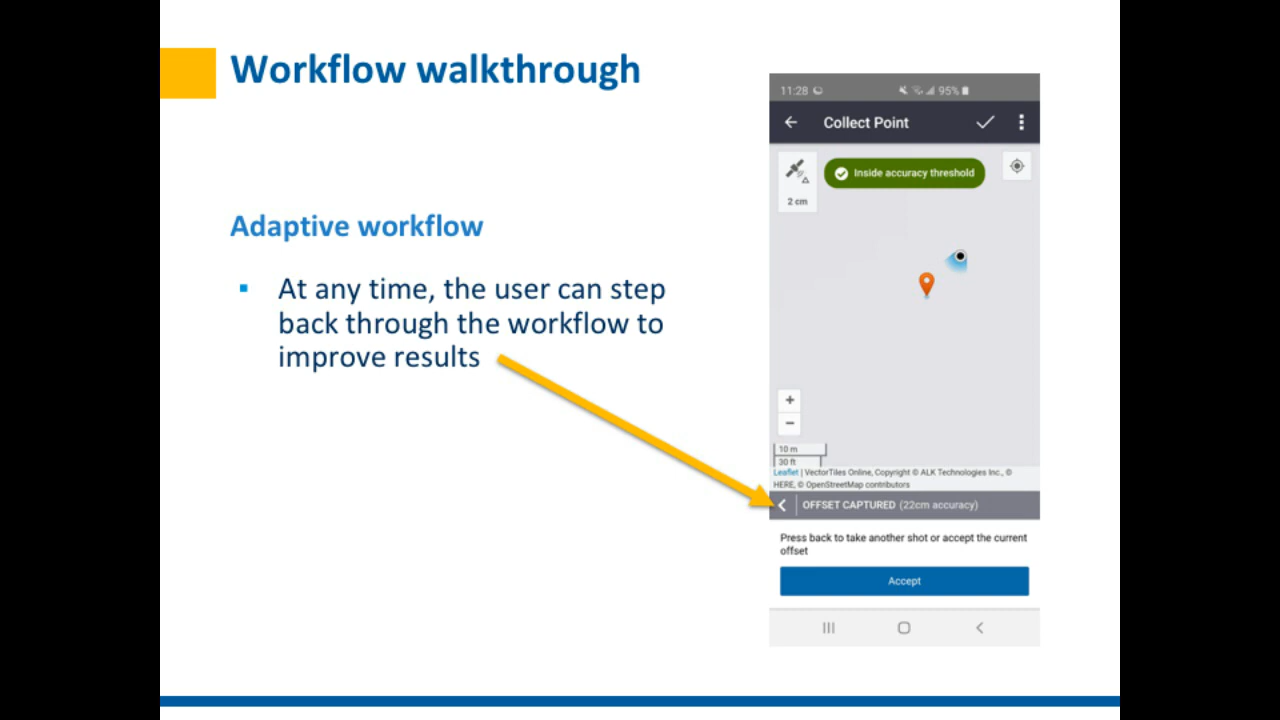 Workflow walkthrough
Adaptive workflow
At any time, the user can step
back through the workflow to
improve results
11:28
95%
Collect Point
Inside accuracy threshold
2 cm
+
−
10 m
30 ft
Leaflet | VectorTiles Online, Copyright © ALK Technologies Inc., ©
HERE, © OpenStreetMap contributors
OFFSET CAPTURED (22cm accuracy)
Press back to take another shot or accept the current
offset
Accept